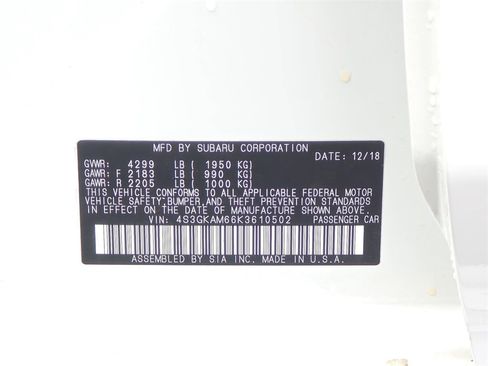 MFD BY SUBARU CORPORATION
DATE: 12/18
GVWR: 4299 LB ( 1950 KG)
GAWR: F 2183 LB ( 990 KG)
GAWR: R 2205 LB ( 1000 KG)
THIS VEHICLE CONFORMS TO ALL APPLICABLE FEDERAL MOTOR
VEHICLE SAFETY,BUMPER,AND THEFT PREVENTION STANDARDS
IN EFFECT ON THE DATE OF MANUFACTURE SHOWN ABOVE.
VIN: 4S3GKAM66K3610502 PASSENGER CAR
ASSEMBLED BY SIA INC. IN U.S.A.